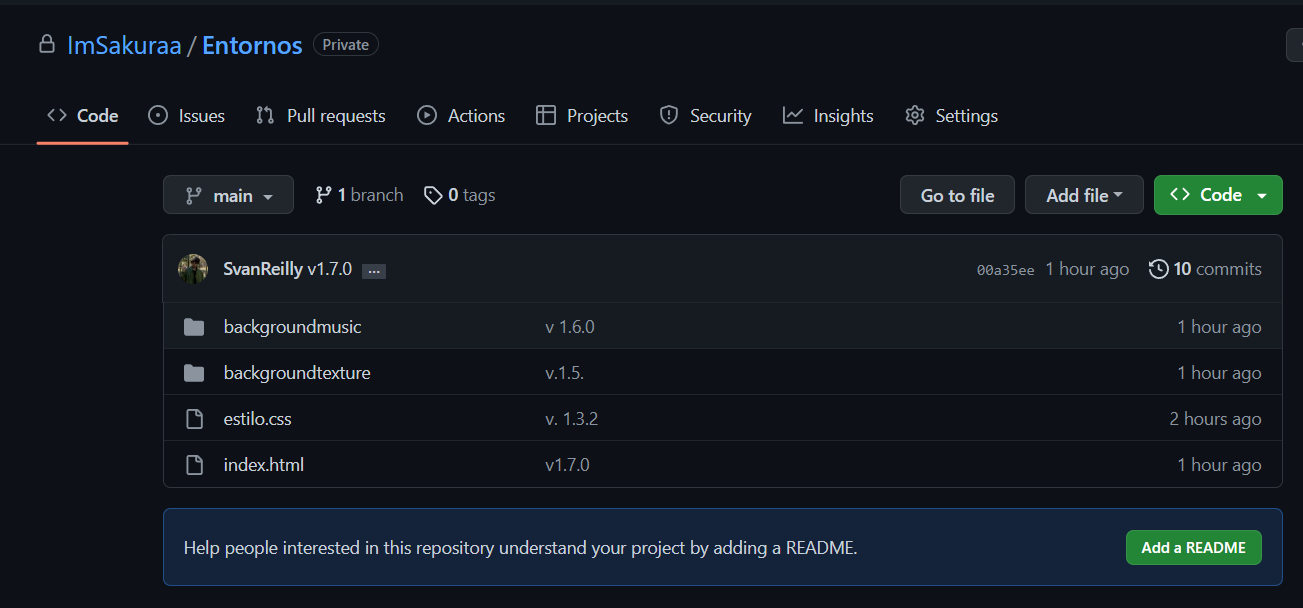 ImSakuraa / Entornos Private
Code Issues Pull requests Actions Projects Security Insights Settings
main 1 branch 0 tags Go to file Add file Code
SvanReilly v1.7.0 ... 00a35ee 1 hour ago 10 commits
backgroundmusic v 1.6.0 1 hour ago
backgroundtexture v.1.5. 1 hour ago
estilo.css v. 1.3.2 2 hours ago
index.html v1.7.0 1 hour ago
Help people interested in this repository understand your project by adding a README. Add a README